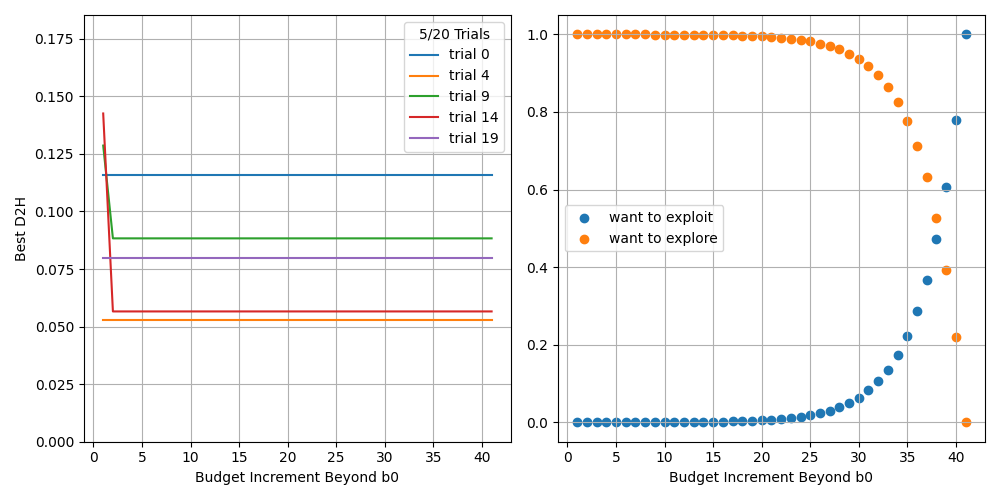 5/20 Trials
trial 0
trial 4
trial 9
trial 14
trial 19
0.175
0.150
0.125
0.100
0.075
0.050
0.025
0.000
Best D2H
0 5 10 15 20 25 30 35 40
Budget Increment Beyond b0
1.0
0.8
0.6
0.4
0.2
0.0
want to exploit
want to explore
0 5 10 15 20 25 30 35 40
Budget Increment Beyond b0